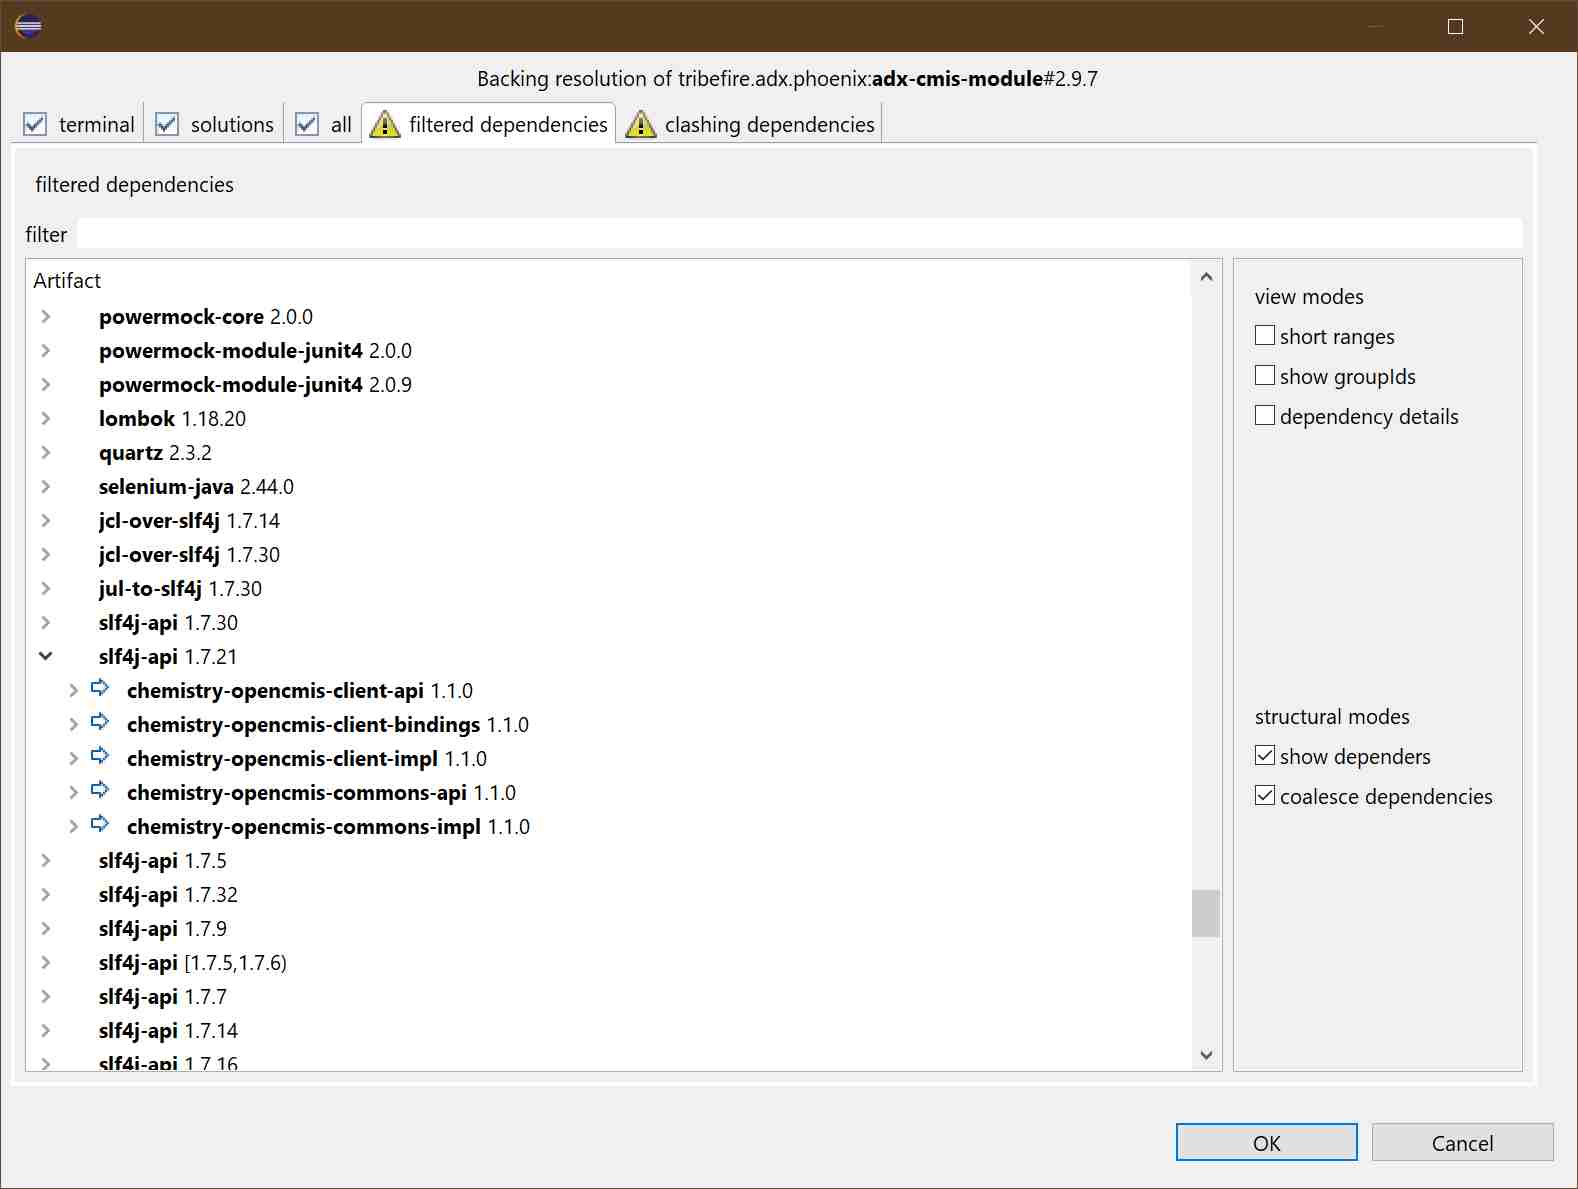 Backing resolution of tribefire.adx.phoenix:adx-cmis-module#2.9.7
terminal solutions all filtered dependencies clashing dependencies
filtered dependencies
filter
Artifact
powermock-core 2.0.0
powermock-module-junit4 2.0.0
powermock-module-junit4 2.0.9
lombok 1.18.20
quartz 2.3.2
selenium-java 2.44.0
jcl-over-slf4j 1.7.14
jcl-over-slf4j 1.7.30
jul-to-slf4j 1.7.30
slf4j-api 1.7.30
slf4j-api 1.7.21
chemistry-opencmis-client-api 1.1.0
chemistry-opencmis-client-bindings 1.1.0
chemistry-opencmis-client-impl 1.1.0
chemistry-opencmis-commons-api 1.1.0
chemistry-opencmis-commons-impl 1.1.0
slf4j-api 1.7.5
slf4j-api 1.7.32
slf4j-api 1.7.9
slf4j-api [1.7.5,1.7.6)
slf4j-api 1.7.7
slf4j-api 1.7.14
slf4j-api 1.7.16
view modes
short ranges
show groupIds
dependency details
structural modes
show dependers
coalesce dependencies
OK Cancel